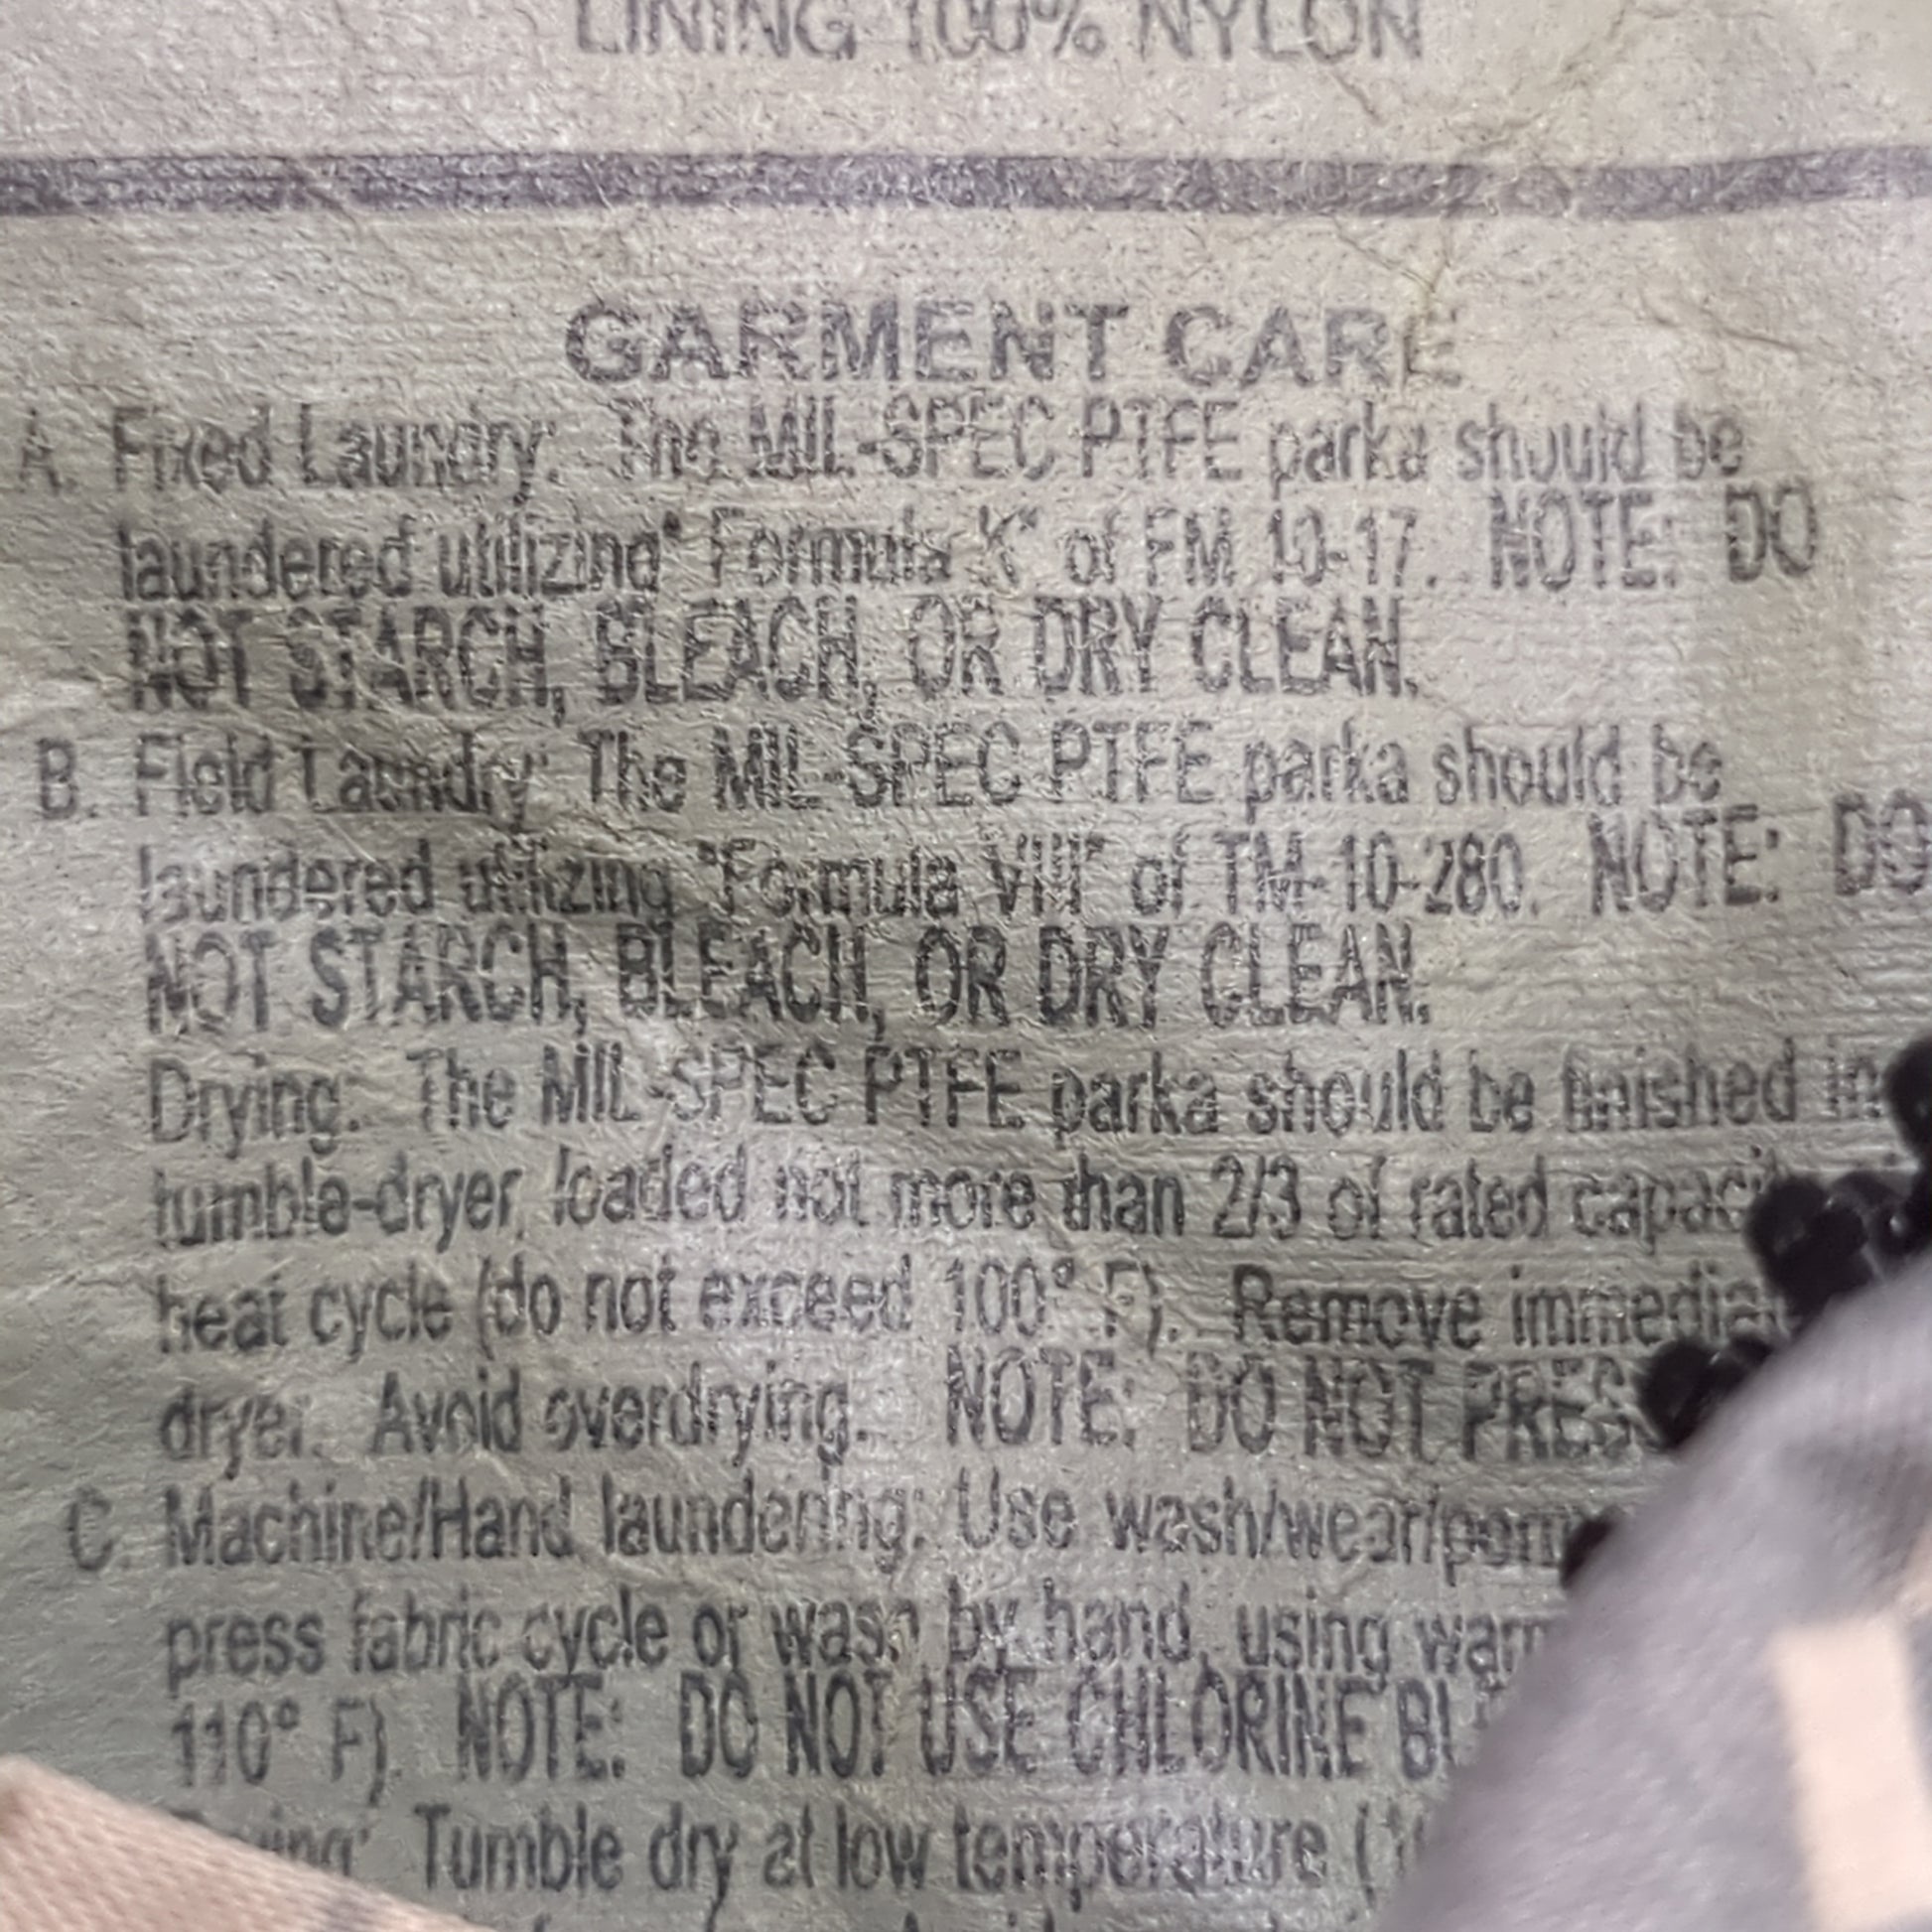 LINING 100% NYLON
GARMENT CARE
A. Fixed Laundry: The MIL-SPEC PTFE parka should be
laundered utilizing" Formula K" of FM 10-17. NOTE: DO
NOT STARCH, BLEACH, OR DRY CLEAN.
B. Field Laundry: The MIL-SPEC PTFE parka should be
laundered utilizing "Formula VIII" of TM-10-280. NOTE: DO
NOT STARCH, BLEACH, OR DRY CLEAN.
Drying: The MIL-SPEC PTFE parka should be finished in
tumble-dryer, loaded not more than 2/3 of rated
heat cycle (do not exceed 100° F). Remove
dryer. Avoid overdrying. NOTE: DO NOT
C. Machine/Hand laundering: Use
press fabric cycle or wash by hand, using
110° F). NOTE: DO NOT USE CHLORINE
Tumble dry at low temperature (